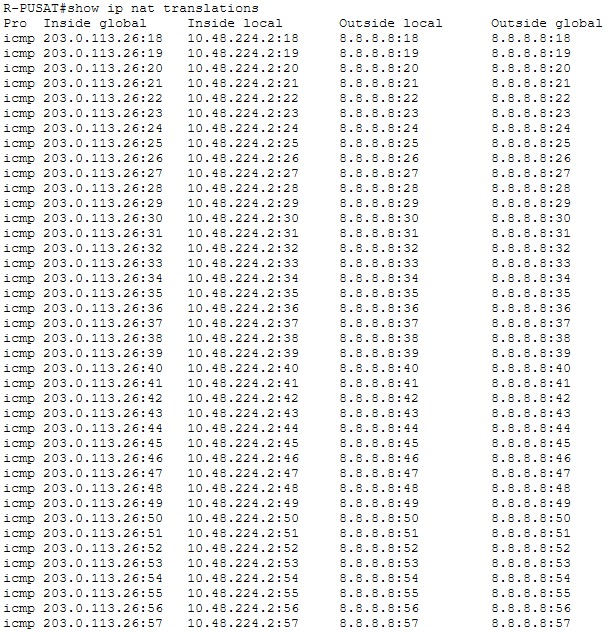 R-PUSAT#show ip nat translations
Pro  Inside global     Inside local       Outside local      Outside global
icmp 203.0.113.26:18   10.48.224.2:18     8.8.8.8:18         8.8.8.8:18
icmp 203.0.113.26:19   10.48.224.2:19     8.8.8.8:19         8.8.8.8:19
icmp 203.0.113.26:20   10.48.224.2:20     8.8.8.8:20         8.8.8.8:20
icmp 203.0.113.26:21   10.48.224.2:21     8.8.8.8:21         8.8.8.8:21
icmp 203.0.113.26:22   10.48.224.2:22     8.8.8.8:22         8.8.8.8:22
icmp 203.0.113.26:23   10.48.224.2:23     8.8.8.8:23         8.8.8.8:23
icmp 203.0.113.26:24   10.48.224.2:24     8.8.8.8:24         8.8.8.8:24
icmp 203.0.113.26:25   10.48.224.2:25     8.8.8.8:25         8.8.8.8:25
icmp 203.0.113.26:26   10.48.224.2:26     8.8.8.8:26         8.8.8.8:26
icmp 203.0.113.26:27   10.48.224.2:27     8.8.8.8:27         8.8.8.8:27
icmp 203.0.113.26:28   10.48.224.2:28     8.8.8.8:28         8.8.8.8:28
icmp 203.0.113.26:29   10.48.224.2:29     8.8.8.8:29         8.8.8.8:29
icmp 203.0.113.26:30   10.48.224.2:30     8.8.8.8:30         8.8.8.8:30
icmp 203.0.113.26:31   10.48.224.2:31     8.8.8.8:31         8.8.8.8:31
icmp 203.0.113.26:32   10.48.224.2:32     8.8.8.8:32         8.8.8.8:32
icmp 203.0.113.26:33   10.48.224.2:33     8.8.8.8:33         8.8.8.8:33
icmp 203.0.113.26:34   10.48.224.2:34     8.8.8.8:34         8.8.8.8:34
icmp 203.0.113.26:35   10.48.224.2:35     8.8.8.8:35         8.8.8.8:35
icmp 203.0.113.26:36   10.48.224.2:36     8.8.8.8:36         8.8.8.8:36
icmp 203.0.113.26:37   10.48.224.2:37     8.8.8.8:37         8.8.8.8:37
icmp 203.0.113.26:38   10.48.224.2:38     8.8.8.8:38         8.8.8.8:38
icmp 203.0.113.26:39   10.48.224.2:39     8.8.8.8:39         8.8.8.8:39
icmp 203.0.113.26:40   10.48.224.2:40     8.8.8.8:40         8.8.8.8:40
icmp 203.0.113.26:41   10.48.224.2:41     8.8.8.8:41         8.8.8.8:41
icmp 203.0.113.26:42   10.48.224.2:42     8.8.8.8:42         8.8.8.8:42
icmp 203.0.113.26:43   10.48.224.2:43     8.8.8.8:43         8.8.8.8:43
icmp 203.0.113.26:44   10.48.224.2:44     8.8.8.8:44         8.8.8.8:44
icmp 203.0.113.26:45   10.48.224.2:45     8.8.8.8:45         8.8.8.8:45
icmp 203.0.113.26:46   10.48.224.2:46     8.8.8.8:46         8.8.8.8:46
icmp 203.0.113.26:47   10.48.224.2:47     8.8.8.8:47         8.8.8.8:47
icmp 203.0.113.26:48   10.48.224.2:48     8.8.8.8:48         8.8.8.8:48
icmp 203.0.113.26:49   10.48.224.2:49     8.8.8.8:49         8.8.8.8:49
icmp 203.0.113.26:50   10.48.224.2:50     8.8.8.8:50         8.8.8.8:50
icmp 203.0.113.26:51   10.48.224.2:51     8.8.8.8:51         8.8.8.8:51
icmp 203.0.113.26:52   10.48.224.2:52     8.8.8.8:52         8.8.8.8:52
icmp 203.0.113.26:53   10.48.224.2:53     8.8.8.8:53         8.8.8.8:53
icmp 203.0.113.26:54   10.48.224.2:54     8.8.8.8:54         8.8.8.8:54
icmp 203.0.113.26:55   10.48.224.2:55     8.8.8.8:55         8.8.8.8:55
icmp 203.0.113.26:56   10.48.224.2:56     8.8.8.8:56         8.8.8.8:56
icmp 203.0.113.26:57   10.48.224.2:57     8.8.8.8:57         8.8.8.8:57